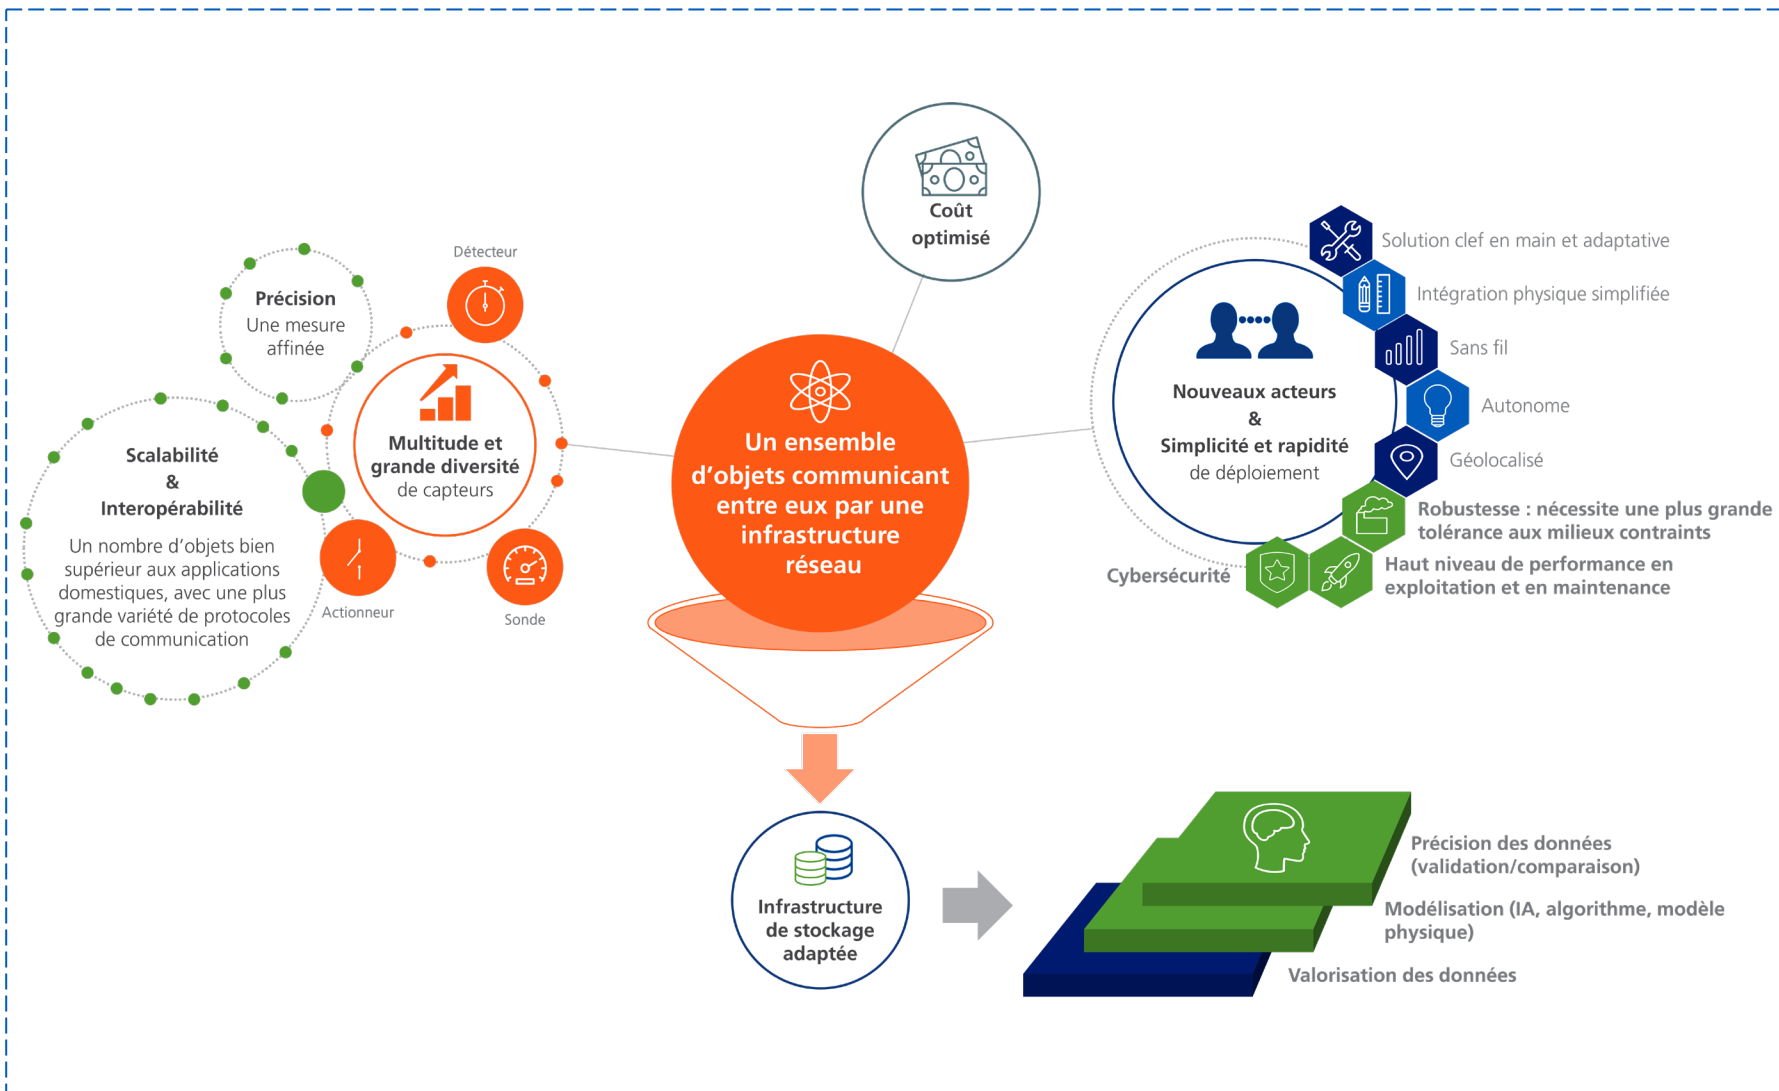 Coût
optimisé
Détecteur
Précision
Une mesure
affinée
Multitude et
grande diversité
de capteurs
Scalabilité
&
Interopérabilité
Un nombre d’objets bien
supérieur aux applications
domestiques, avec une plus
grande variété de protocoles
de communication
Actionneur
Sonde
Un ensemble
d’objets communicant
entre eux par une
infrastructure
réseau
Nouveaux acteurs
&
Simplicité et rapidité
de déploiement
Solution clef en main et adaptative
Intégration physique simplifiée
Sans fil
Autonome
Géolocalisé
Robustesse : nécessite une plus grande
tolérance aux milieux contraints
Haut niveau de performance en
exploitation et en maintenance
Cybersécurité
Infrastructure
de stockage
adaptée
Précision des données
(validation/comparaison)
Modélisation (IA, algorithme, modèle
physique)
Valorisation des données